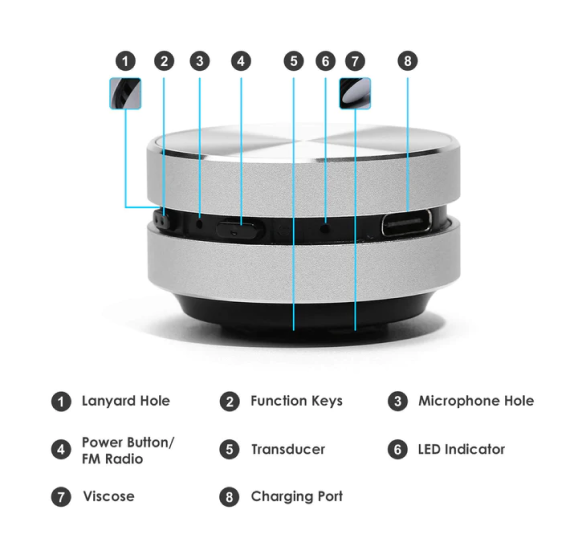 1 2 3 4 5 6 7 8
1 Lanyard Hole
2 Function Keys
3 Microphone Hole
4 Power Button/
FM Radio
5 Transducer
6 LED Indicator
7 Viscose
8 Charging Port